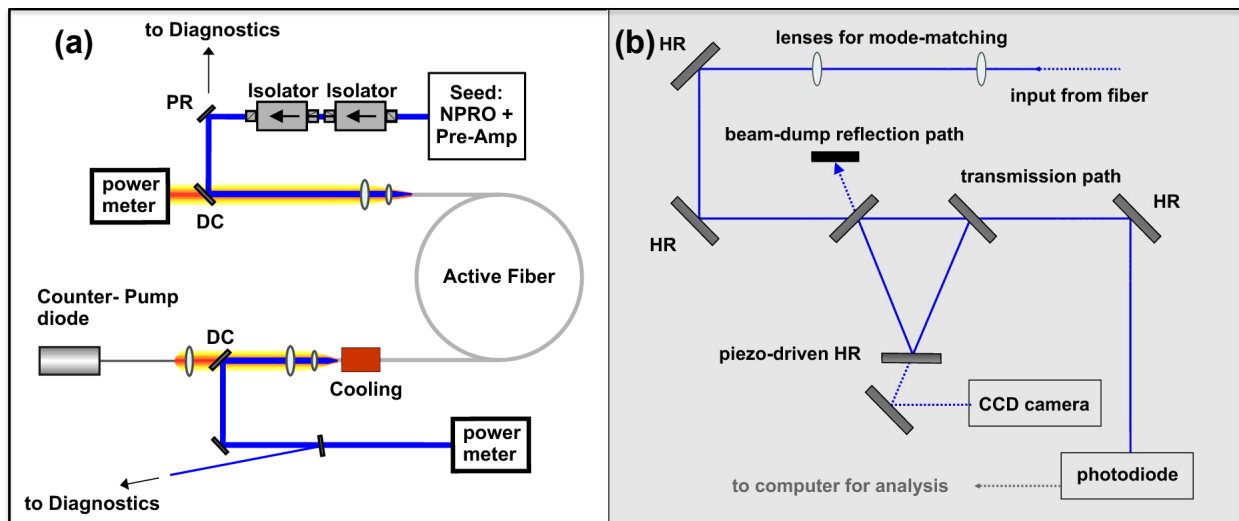 (a)
to Diagnostics
PR
Isolator Isolator
Seed:
NPRO +
Pre-Amp
power
meter
DC
Active Fiber
Counter- Pump
diode
DC
Cooling
power
meter
to Diagnostics
(b)
HR
lenses for mode-matching
input from fiber
beam-dump reflection path
transmission path
HR
HR
piezo-driven HR
CCD camera
photodiode
to computer for analysis